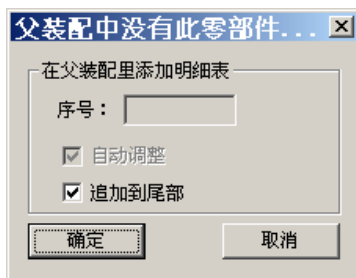 父装配中没有此零部件...
在父装配里添加明细表
序号：
自动调整
追加到尾部
确定 取消